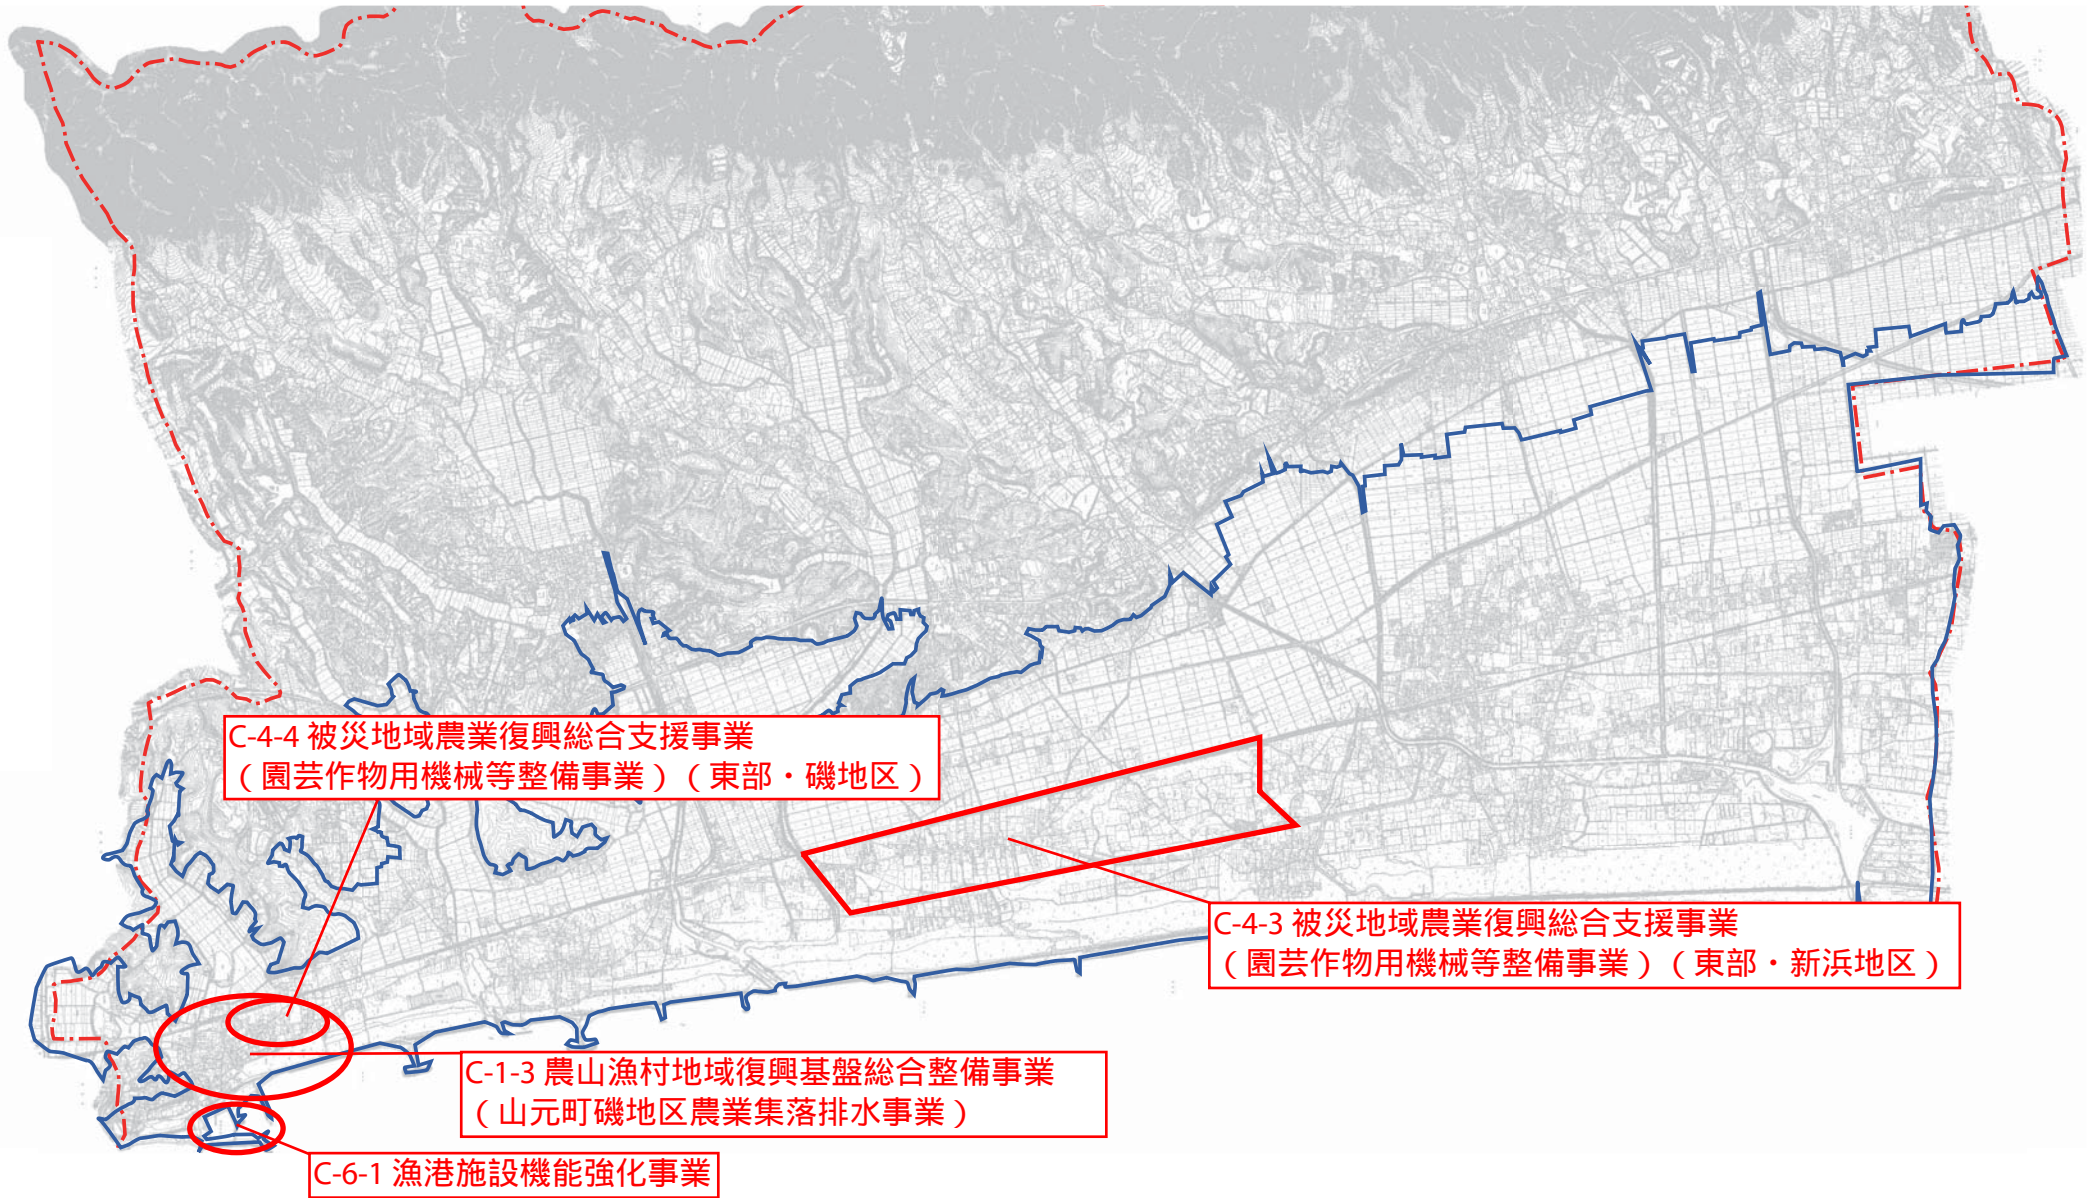 C-4-4 被災地域農業復興総合支援事業
（園芸作物用機械等整備事業）（東部・磯地区）
C-4-3 被災地域農業復興総合支援事業
（園芸作物用機械等整備事業）（東部・新浜地区）
C-1-3 農山漁村地域復興基盤総合整備事業
（山元町磯地区農業集落排水事業）
C-6-1 漁港施設機能強化事業